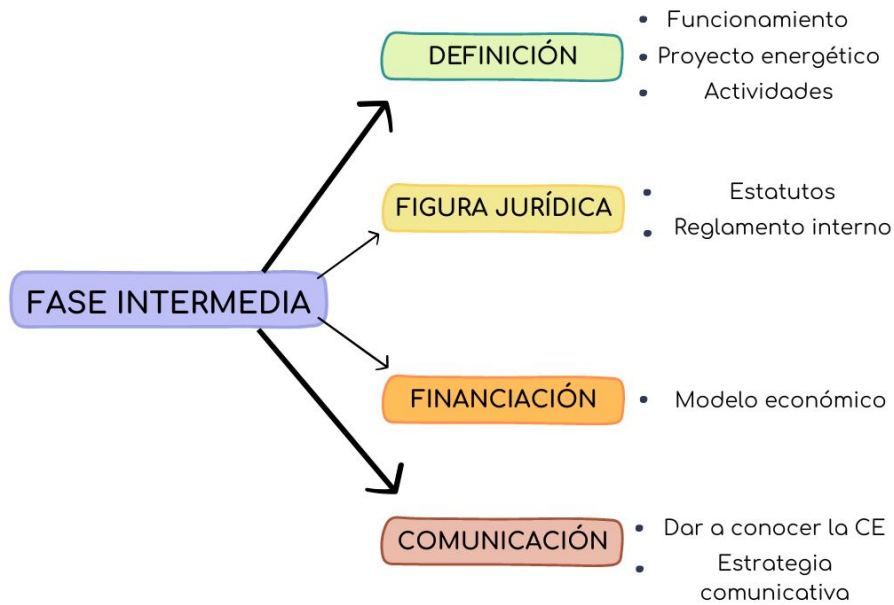 FASE INTERMEDIA
DEFINICIÓN
• Funcionamiento
• Proyecto energético
• Actividades
FIGURA JURÍDICA
• Estatutos
• Reglamento interno
FINANCIACIÓN
• Modelo económico
COMUNICACIÓN
• Dar a conocer la CE
• Estrategia
comunicativa